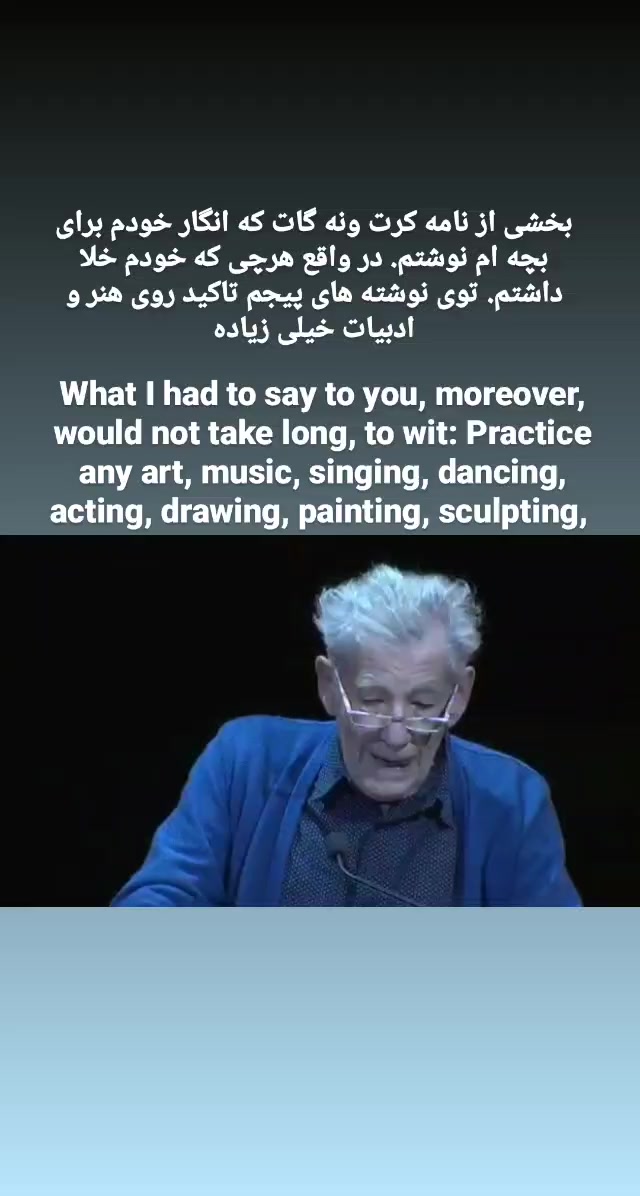 بخشی از نامه کرت ونه گات که انگار خودم برای
بچه ام نوشتم. در واقع هرچی که خودم خلا
داشتم. توی نوشته های پیجم تاکید روی هنر و
ادبیات خیلی زیاده
What I had to say to you, moreover,
would not take long, to wit: Practice
any art, music, singing, dancing,
acting, drawing, painting, sculpting,